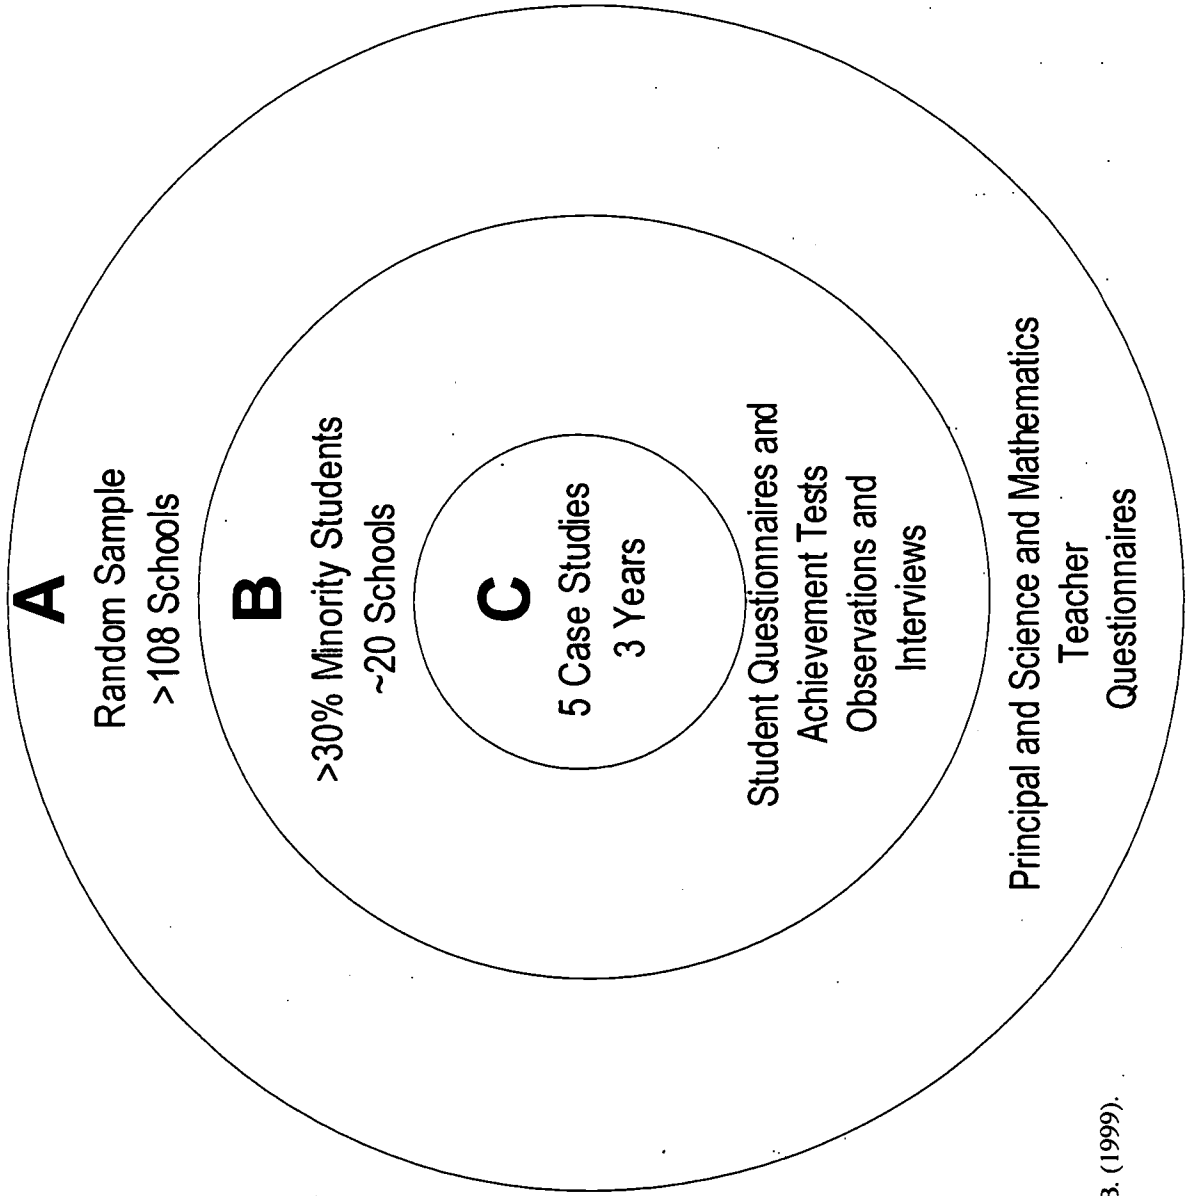 A
Random Sample
>108 Schools
B
>30% Minority Students
~20 Schools
C
5 Case Studies
3 Years
Student Questionnaires and
Achievement Tests
Observations and
Interviews
Principal and Science and Mathematics
Teacher
Questionnaires
B. (1999).